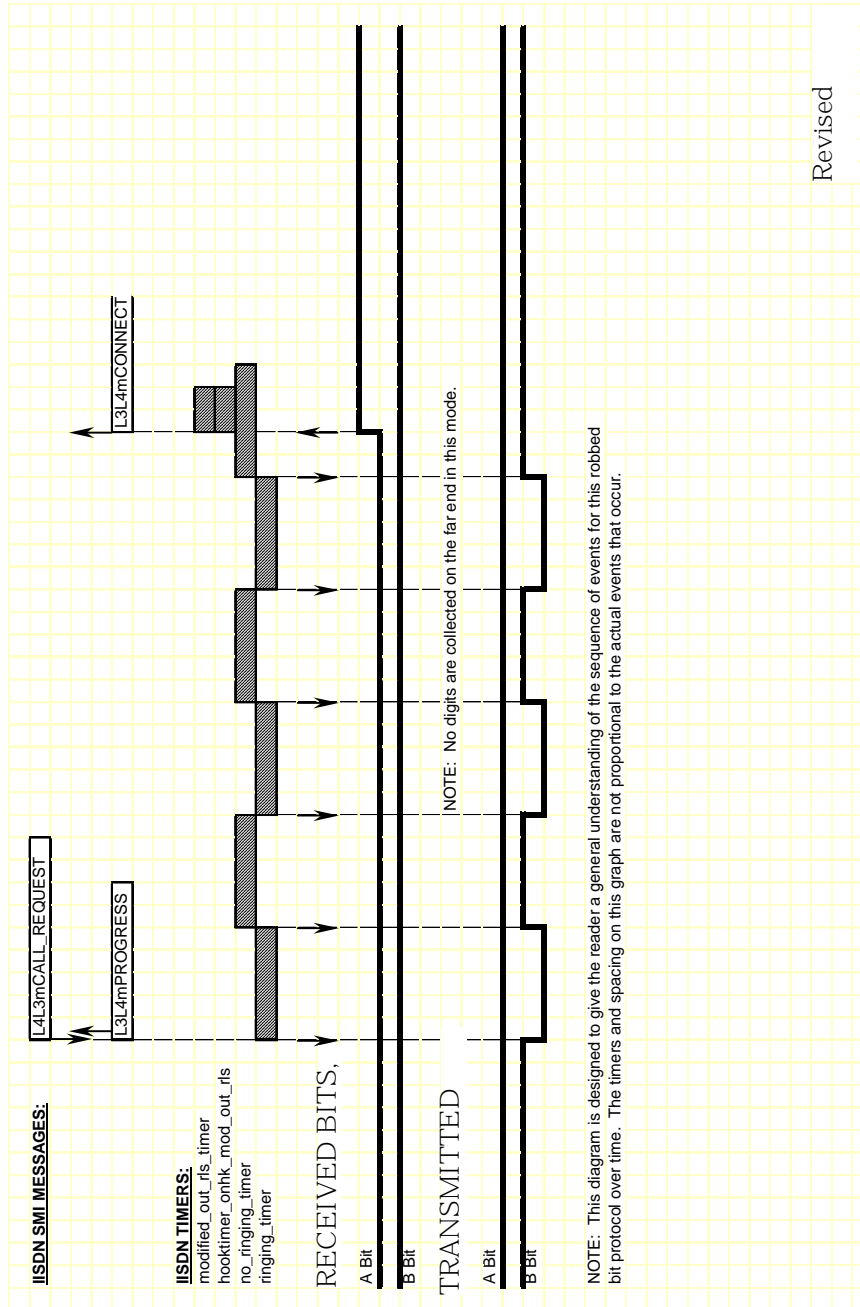 IISDN SMI MESSAGES:
L4L3mCALL_REQUEST
L3L4mPROGRESS
L3L4mCONNECT
IISDN TIMERS:
modified_out_rls_timer
hooktimer_onhk_mod_out_rls
no_ringing_timer
ringing_timer
RECEIVED BITS,
A Bit
B Bit
NOTE: No digits are collected on the far end in this mode.
TRANSMITTED
A Bit
B Bit
NOTE: This diagram is designed to give the reader a general understanding of the sequence of events for this robbed
bit protocol over time. The timers and spacing on this graph are not proportional to the actual events that occur.
Revised